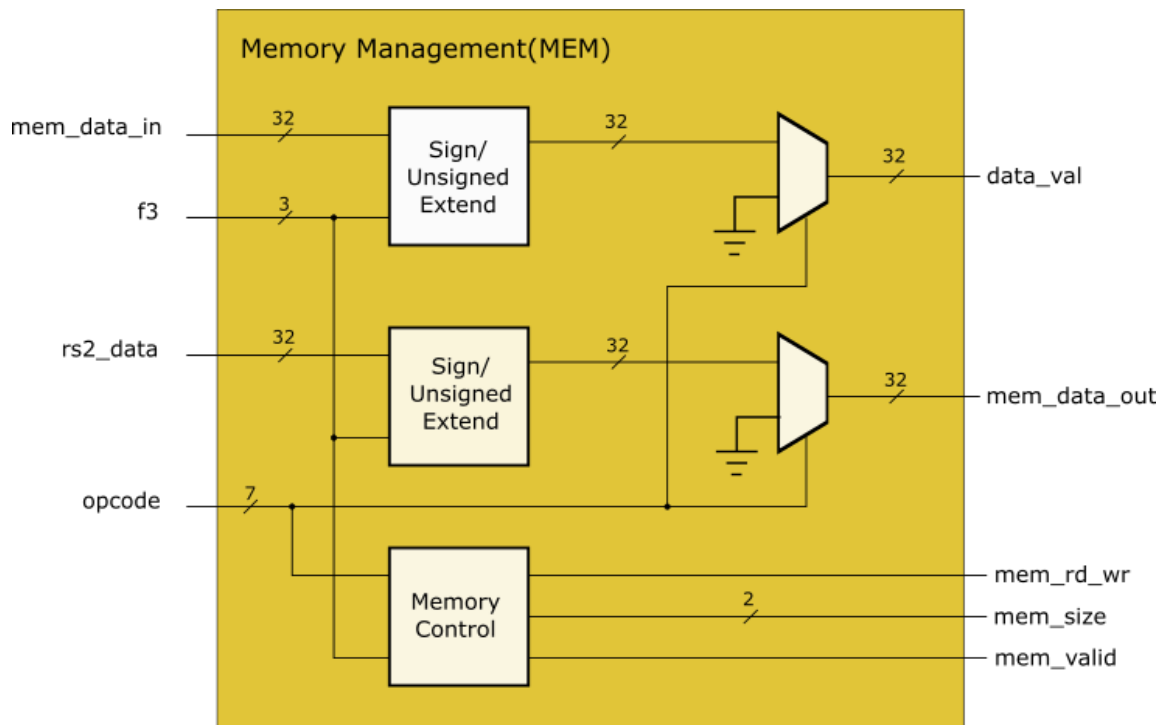 Memory Management(MEM)
mem_data_in
32
Sign/
Unsigned
Extend
32
32
data_val
f3
3
rs2_data
32
Sign/
Unsigned
Extend
32
32
mem_data_out
opcode
7
Memory
Control
mem_rd_wr
2
mem_size
mem_valid